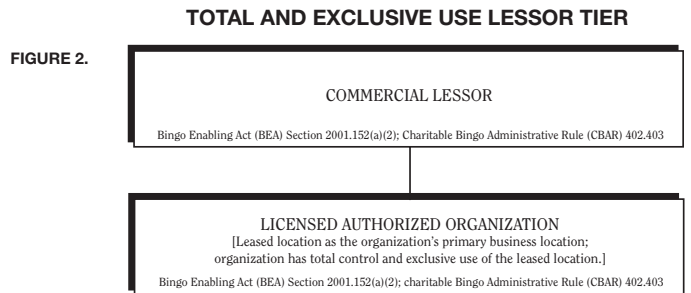 TOTAL AND EXCLUSIVE USE LESSOR TIER
FIGURE 2.
COMMERCIAL LESSOR
Bingo Enabling Act (BEA) Section 2001.152(a)(2); Charitable Bingo Administrative Rule (CBAR) 402.403
LICENSED AUTHORIZED ORGANIZATION
[Leased location as the organization's primary business location;
organization has total control and exclusive use of the leased location.]
Bingo Enabling Act (BEA) Section 2001.152(a)(2); charitable Bingo Administrative Rule (CBAR) 402.403